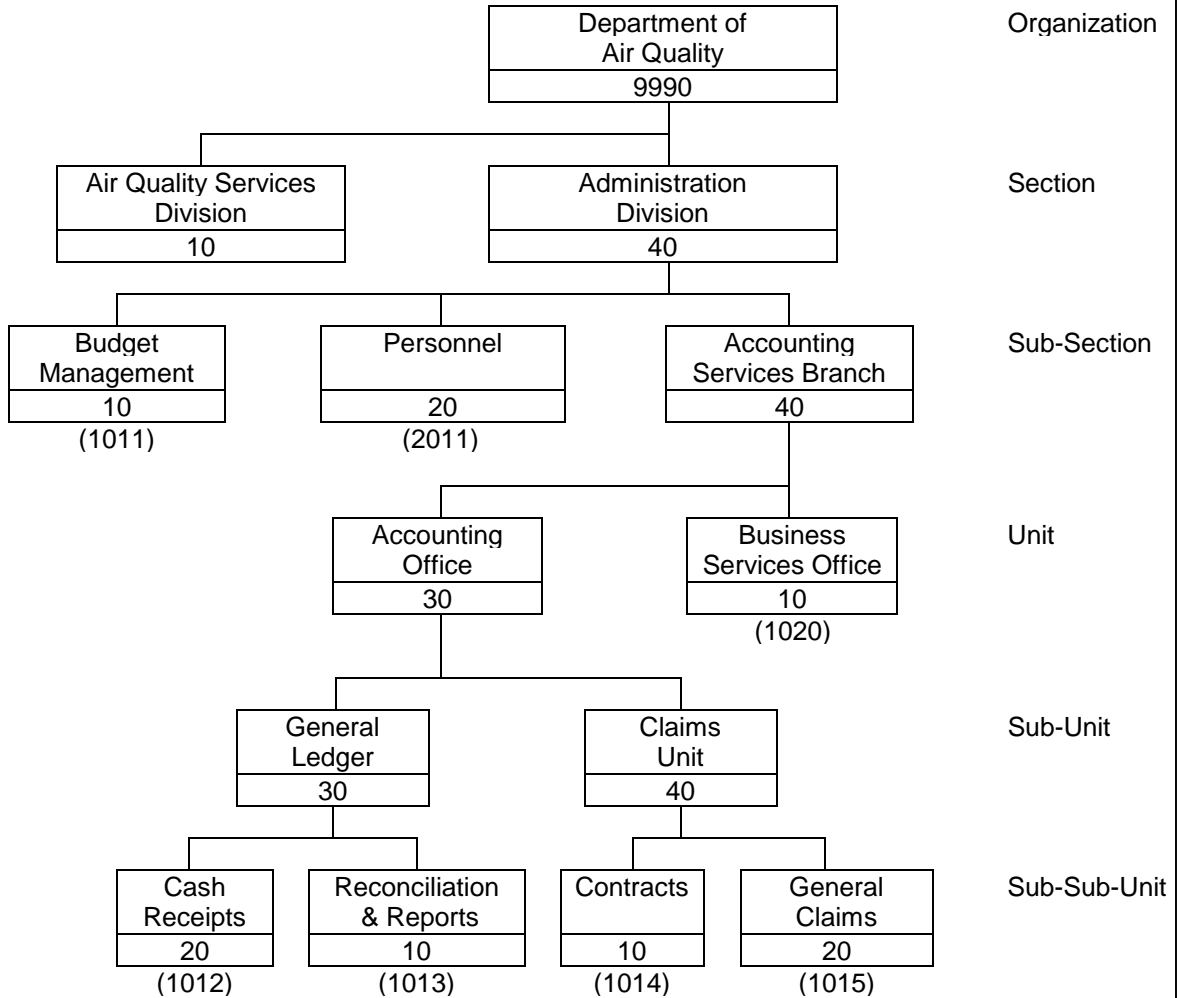 Department of
Air Quality
9990
Organization
Air Quality Services
Division
10
Administration
Division
40
Section
Budget
Management
10
(1011)
Personnel
20
(2011)
Accounting
Services Branch
40
Sub-Section
Accounting
Office
30
Business
Services Office
10
(1020)
Unit
General
Ledger
30
Claims
Unit
40
Sub-Unit
Cash
Receipts
20
(1012)
Reconciliation
& Reports
10
(1013)
Contracts
10
(1014)
General
Claims
20
(1015)
Sub-Sub-Unit